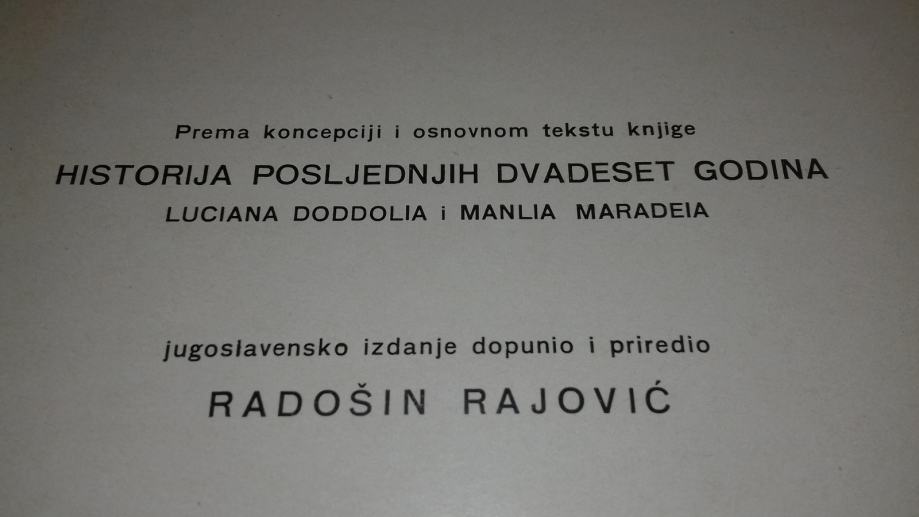 Prema koncepciji i osnovnom tekstu knjige
HISTORIJA POSLJEDNJIH DVADESET GODINA
LUCIANA DODDOLIA i MANLIA MARADEIA
jugoslavensko izdanje dopunio i priredio
RADOŠIN RAJOVIĆ